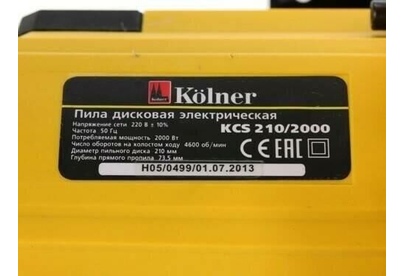 Kölner
Пила дисковая электрическая
KCS 210/2000
Напряжение сети 220 В ± 10%
Частота 50 Гц
Потребляемая мощность 2000 Вт
Число оборотов на холостом ходу 4600 об/мин
Диаметр пильного диска 210 мм
Глубина прямого пропила 73,5 мм
CE EAC
H05/0499/01.07.2013